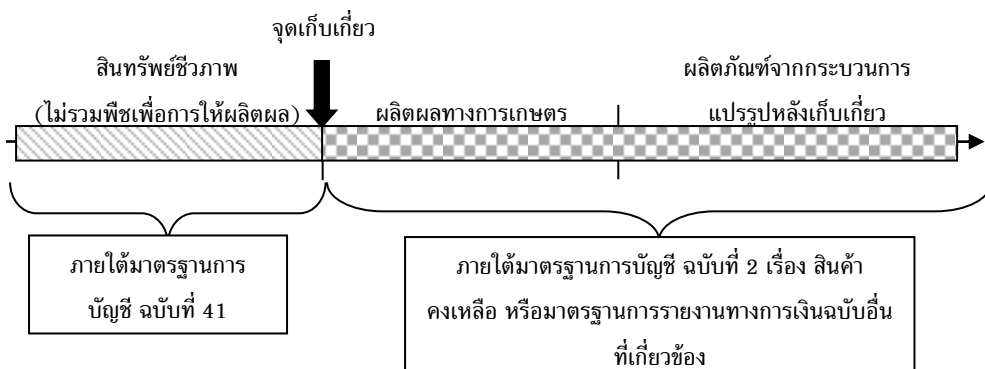 จุดเก็บเกี่ยว
สินทรัพย์ชีวภาพ
(ไม่รวมพืชเพื่อการให้ผลิตผล)
ผลิตผลทางการเกษตร
ผลิตภัณฑ์จากกระบวนการ
แปรรูปหลังเก็บเกี่ยว
ภายใต้มาตรฐานการ
บัญชี ฉบับที่ 41
ภายใต้มาตรฐานการบัญชี ฉบับที่ 2 เรื่อง สินค้า
คงเหลือ หรือมาตรฐานการรายงานทางการเงินฉบับอื่น
ที่เกี่ยวข้อง